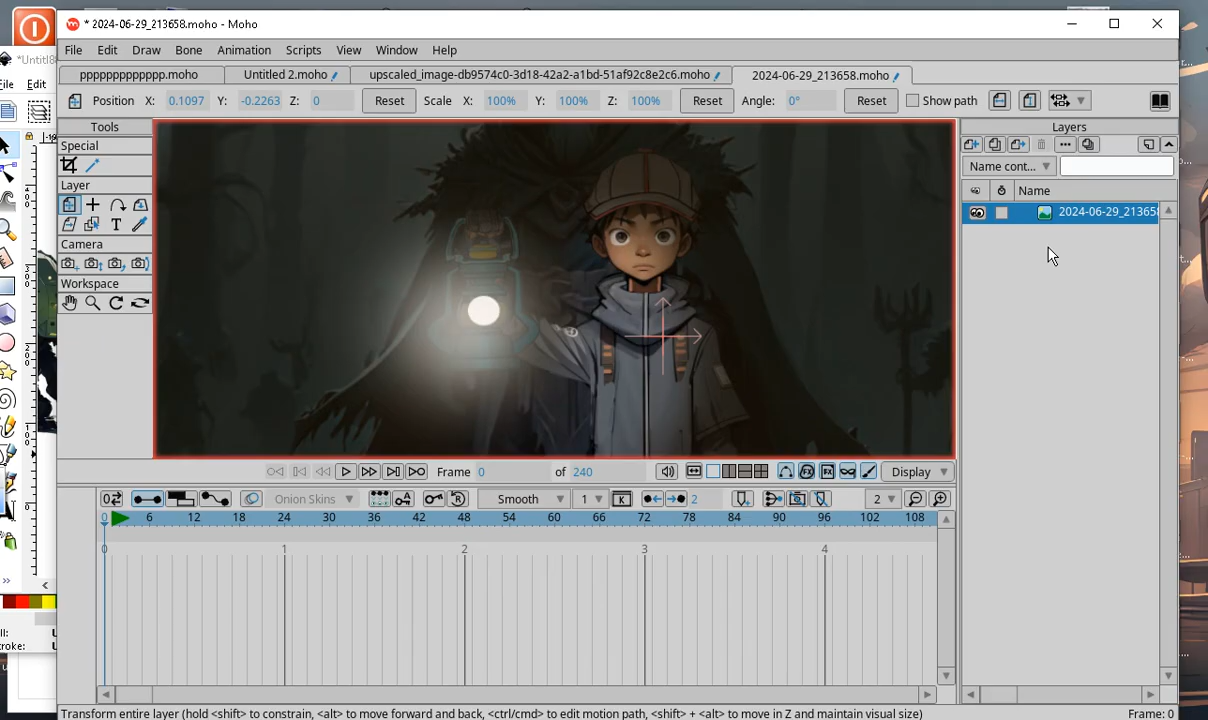 *Untitl
File Edit
* 2024-06-29_213658.moho - Moho
File Edit Draw Bone Animation Scripts View Window Help
ppppppppppppp.moho Untitled 2.moho upscaled_image-db9574c0-3d18-42a2-a1bd-51af92c8e2c6.moho 2024-06-29_213658.moho
Position X: 0.1097 Y: -0.2263 Z: 0 Reset Scale X: 100% Y: 100% Z: 100% Reset Angle: 0° Reset Show path
Tools
Special
Layer
T
Camera
Workspace
Layers
Name cont...
Name
2024-06-29_213658
Frame 0 of 240 Display
Onion Skins Smooth 1 K 2 2
0 6 12 18 24 30 36 42 48 54 60 66 72 78 84 90 96 102 108
0 1 2 3 4
Transform entire layer (hold <shift> to constrain, <alt> to move forward and back, <ctrl/cmd> to edit motion path, <shift> + <alt> to move in Z and maintain visual size) Frame: 0